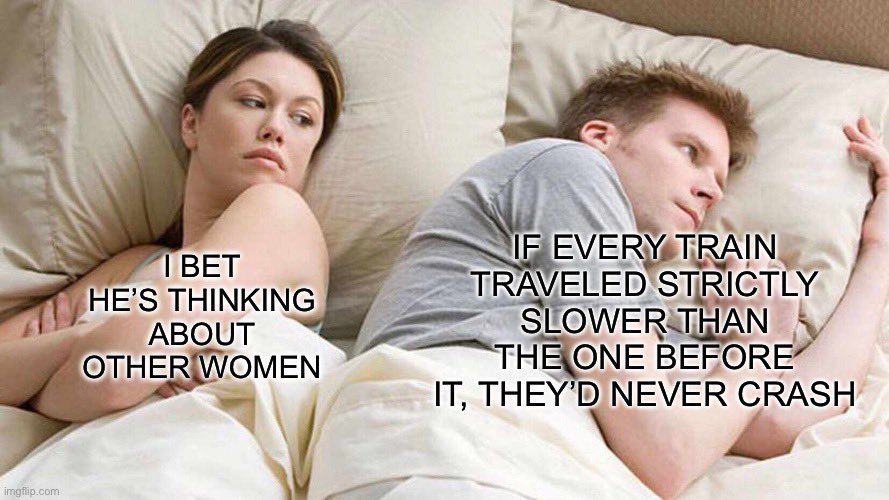 I BET
HE’S THINKING
ABOUT
OTHER WOMEN
IF EVERY TRAIN
TRAVELED STRICTLY
SLOWER THAN
THE ONE BEFORE
IT, THEY’D NEVER CRASH
imgflip.com